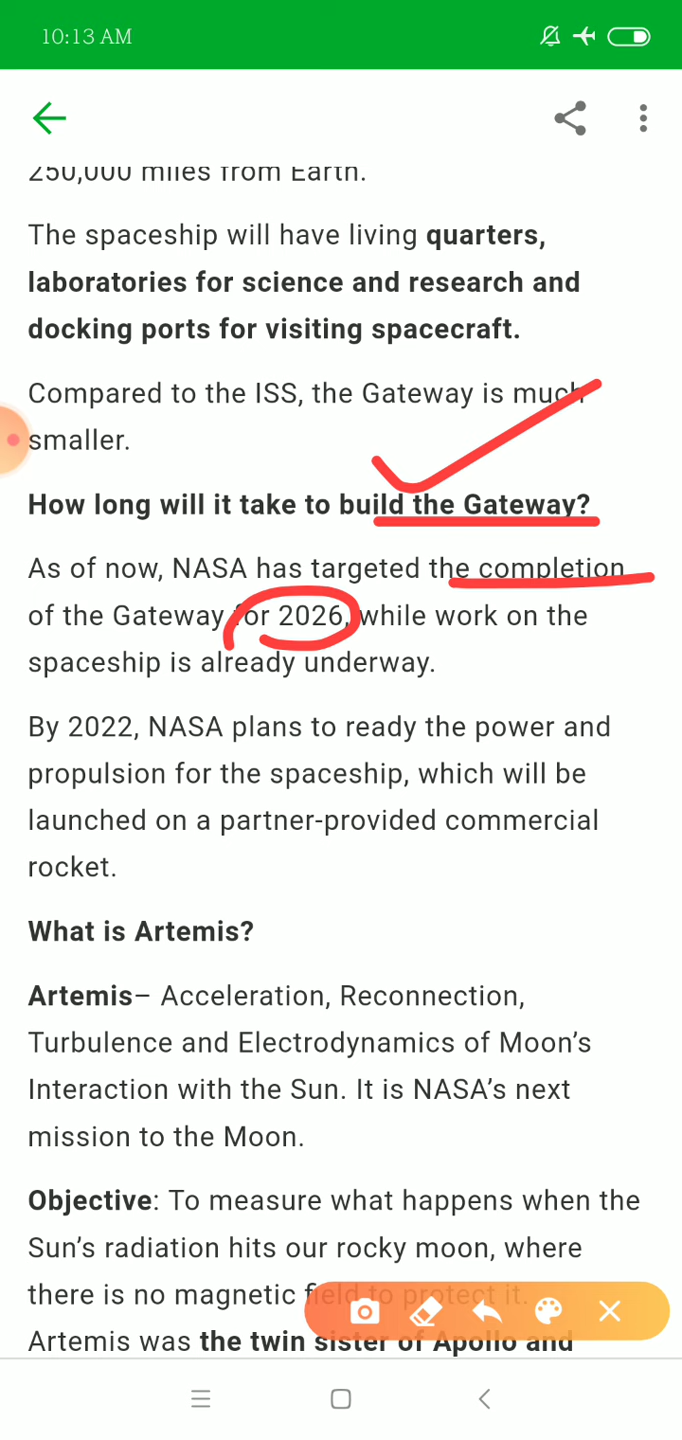 10:13 AM
250,000 miles from Earth.
The spaceship will have living quarters,
laboratories for science and research and
docking ports for visiting spacecraft.
Compared to the ISS, the Gateway is much
smaller.
How long will it take to build the Gateway?
As of now, NASA has targeted the completion
of the Gateway for 2026, while work on the
spaceship is already underway.
By 2022, NASA plans to ready the power and
propulsion for the spaceship, which will be
launched on a partner-provided commercial
rocket.
What is Artemis?
Artemis– Acceleration, Reconnection,
Turbulence and Electrodynamics of Moon’s
Interaction with the Sun. It is NASA’s next
mission to the Moon.
Objective: To measure what happens when the
Sun’s radiation hits our rocky moon, where
there is no magnetic field to protect it.
Artemis was the twin sister of Apollo and